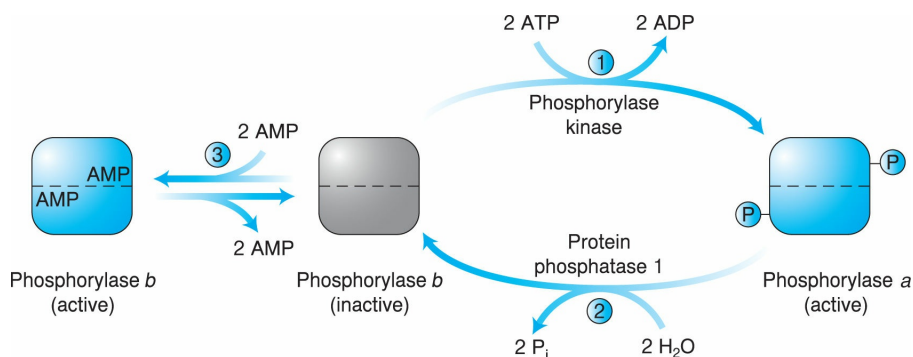 2 ATP
2 ADP
1
Phosphorylase
kinase
2 AMP
3
AMP
AMP
2 AMP
P
P
Phosphorylase b
(active)
Phosphorylase b
(inactive)
Protein
phosphatase 1
Phosphorylase a
(active)
2
2 Pi
2 H2O